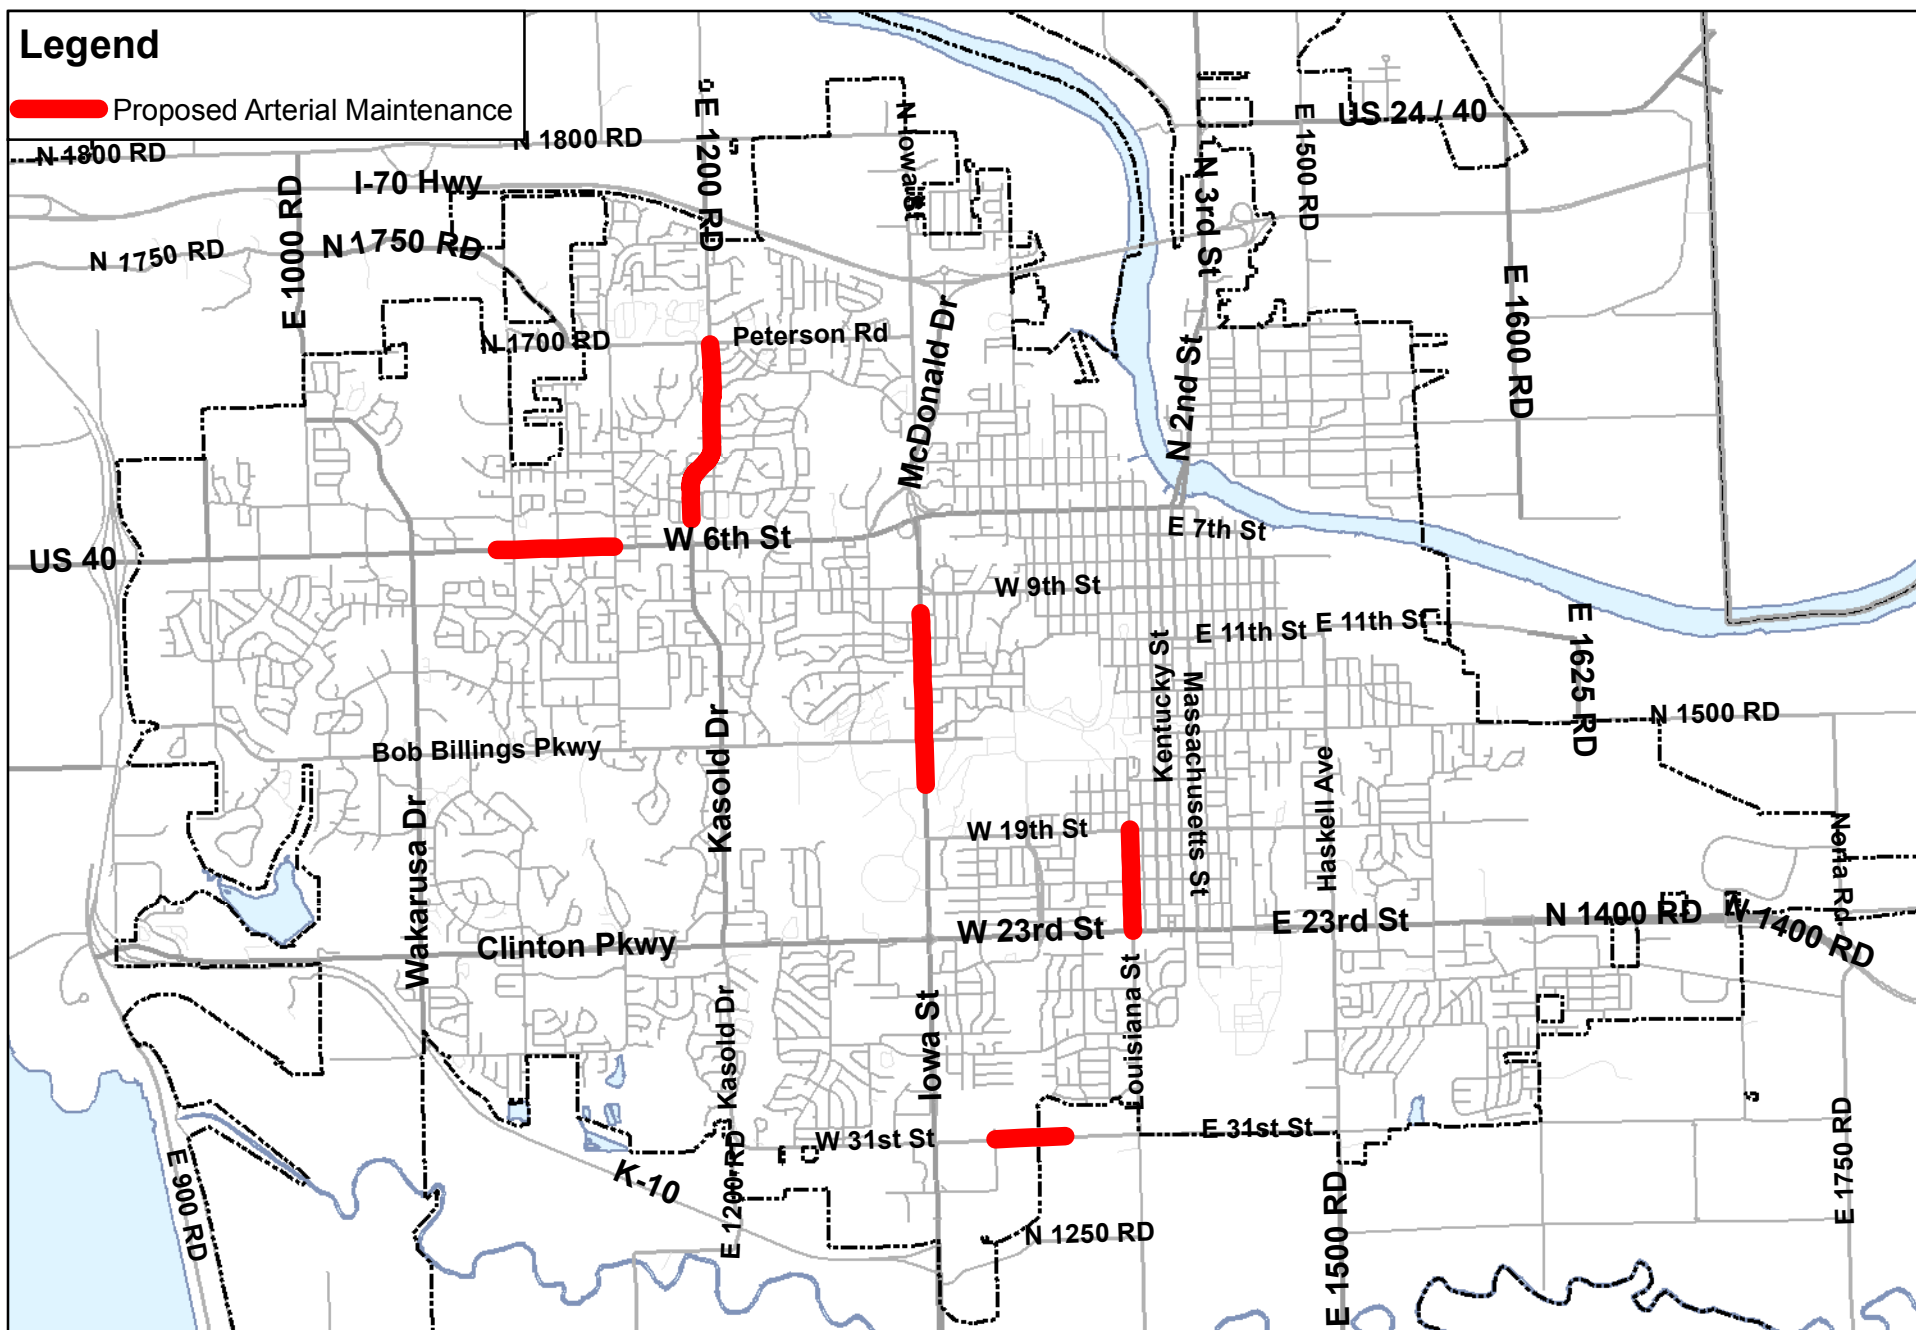 Legend
Proposed Arterial Maintenance
N 1800 RD
N 1800 RD
I-70 Hwy
E 1200 RD
N Iowa St
N 3rd St
E 1500 RD
US 24 / 40
E 1000 RD
N 1750 RD
N 1750 RD
N 1700 RD
Peterson Rd
McDonald Dr
N 2nd St
E 1600 RD
US 40
W 6th St
E 7th St
W 9th St
E 11th St
E 11th St
E 1625 RD
Kentucky St
Massachusetts St
N 1500 RD
Bob Billings Pkwy
Kasold Dr
Wakarusa Dr
W 19th St
Haskell Ave
Noria Rd
Clinton Pkwy
W 23rd St
E 23rd St
N 1400 RD
N 1400 RD
Iowa St
Kasold Dr
Louisiana St
W 31st St
E 31st St
E 900 RD
K-10
E 1200 RD
N 1250 RD
E 1500 RD
E 1750 RD